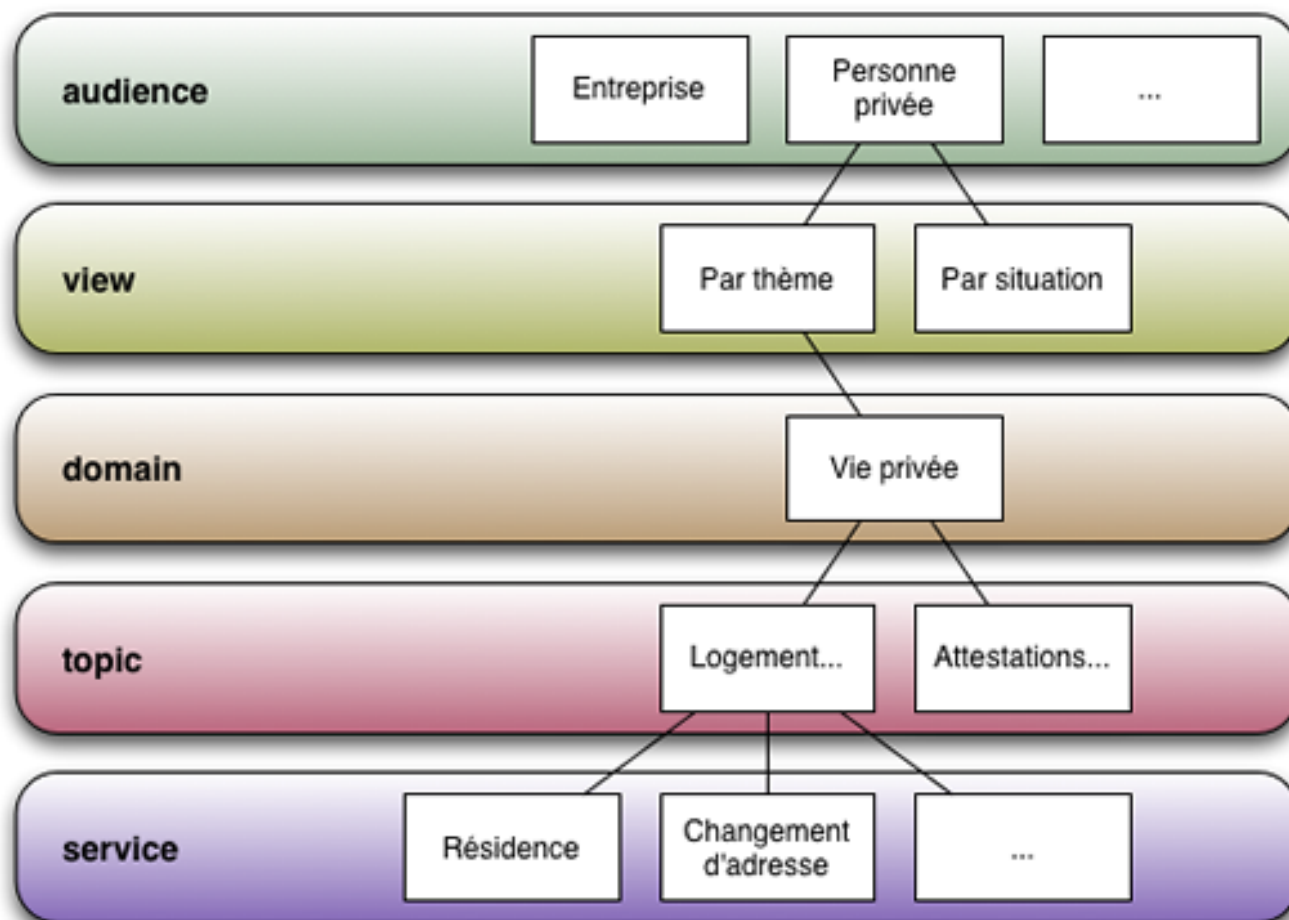 audience
Entreprise
Personne
privée
...
view
Par thème
Par situation
domain
Vie privée
topic
Logement...
Attestations...
service
Résidence
Changement
d'adresse
...